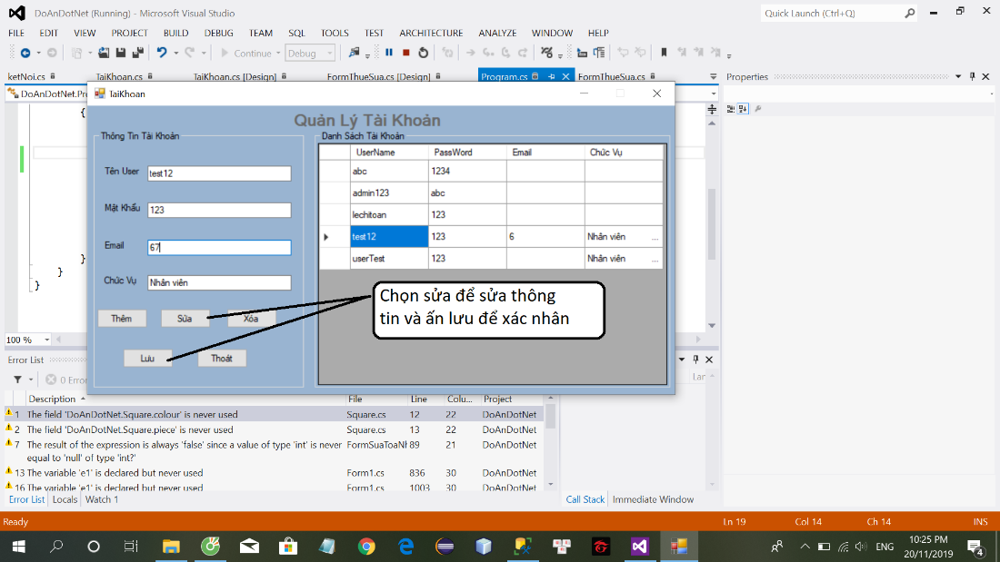 DoAnDotNet (Running) - Microsoft Visual Studio
Quick Launch (Ctrl+Q)
FILE EDIT VIEW PROJECT BUILD DEBUG TEAM SQL TOOLS TEST ARCHITECTURE ANALYZE WINDOW HELP
Continue Debug
ketNoi.cs TaiKhoan.cs TaiKhoan.cs [Design] FormThueSua.cs [Design] Program.cs FormThueSua.cs
Properties
DoAnDotNet.Pr
TaiKhoan
{
}
}
}
Quản Lý Tài Khoản
Thông Tin Tài Khoản
Tên User test12
Mật Khẩu 123
Email 67
Chức Vụ Nhân viên
Thêm Sửa Xóa
Lưu Thoát
Danh Sách Tài Khoản
UserName PassWord Email Chức Vụ
abc 1234
admin123 abc
lechitoan 123
test12 123 6 Nhân viên ...
userTest 123 Nhân viên ...
Chọn sửa để sửa thông
tin và ấn lưu để xác nhân
100 %
Error List
0 Error
Lar
Description File Line Colu... Project
1 The field 'DoAnDotNet.Square.colour' is never used Square.cs 12 22 DoAnDotNet
2 The field 'DoAnDotNet.Square.piece' is never used Square.cs 13 22 DoAnDotNet
7 The result of the expression is always 'false' since a value of type 'int' is never FormSuaToaNh 89 21 DoAnDotNet
equal to 'null' of type 'int?'
13 The variable 'e1' is declared but never used Form1.cs 836 30 DoAnDotNet
16 The variable 'e1' is declared but never used Form1.cs 1003 30 DoAnDotNet
Error List Locals Watch 1
Call Stack Immediate Window
Ready Ln 19 Col 14 Ch 14 INS
ENG
10:25 PM
20/11/2019
4